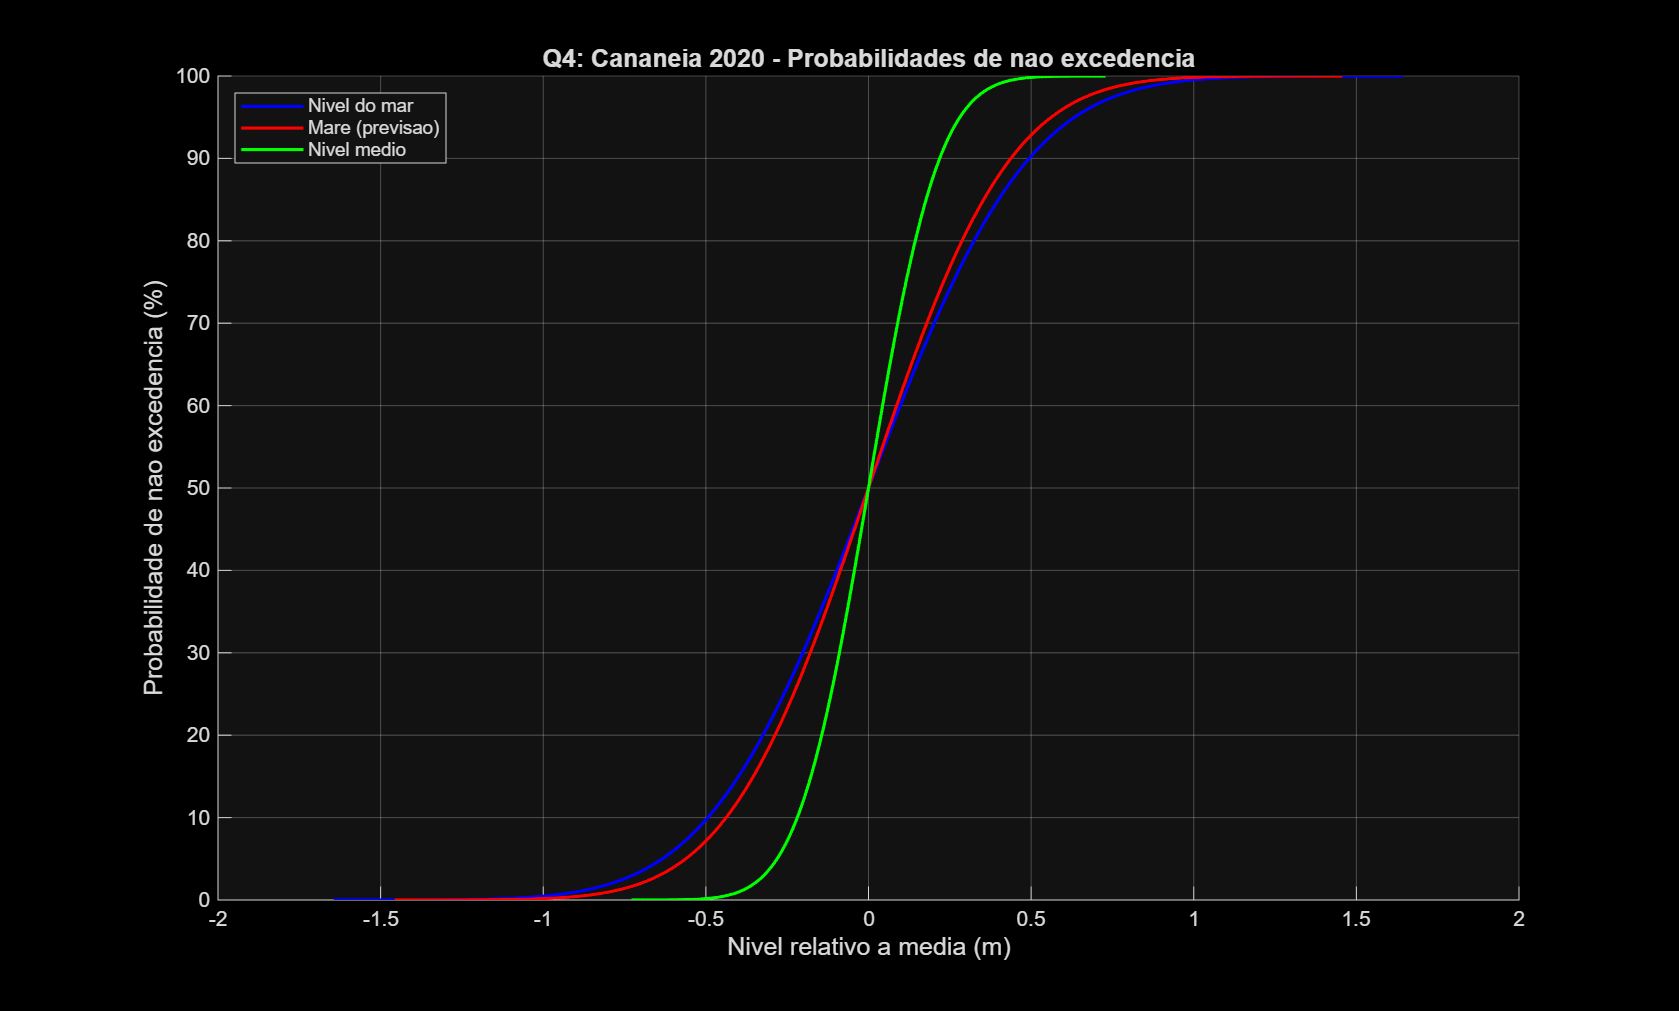 Q4: Cananeia 2020 - Probabilidades de nao excedencia
Nivel do mar
Mare (previsao)
Nivel medio
Probabilidade de nao excedencia (%)
100
90
80
70
60
50
40
30
20
10
0
-2 -1.5 -1 -0.5 0 0.5 1 1.5 2
Nivel relativo a media (m)